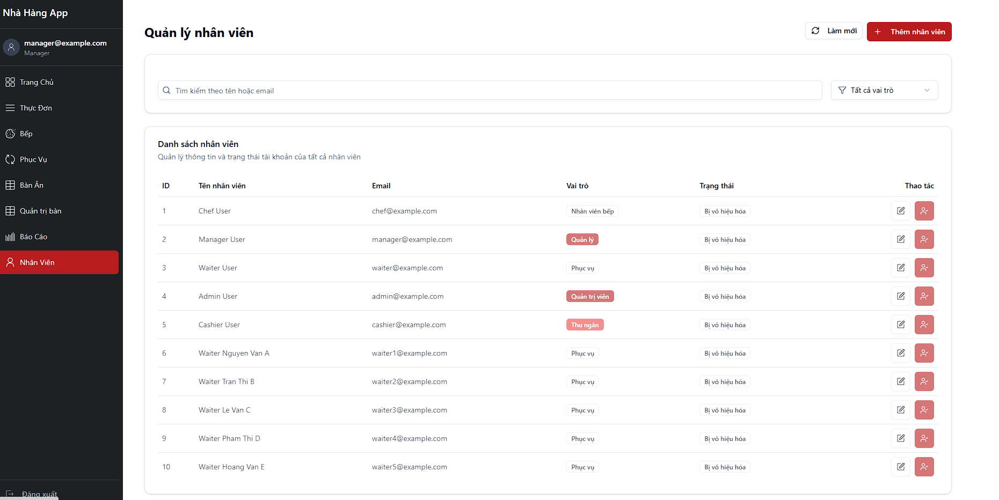 Nhà Hàng App
manager@example.com
Manager
Trang Chủ
Thực Đơn
Bếp
Phục Vụ
Bàn Ăn
Quản trị bàn
Báo Cáo
Nhân Viên
Đăng xuất
Quản lý nhân viên
Làm mới
Thêm nhân viên
Tìm kiếm theo tên hoặc email
Tất cả vai trò
Danh sách nhân viên
Quản lý thông tin và trạng thái tài khoản của tất cả nhân viên
ID Tên nhân viên Email Vai trò Trạng thái Thao tác
1 Chef User chef@example.com Nhân viên bếp Bị vô hiệu hóa
2 Manager User manager@example.com Quản lý Bị vô hiệu hóa
3 Waiter User waiter@example.com Phục vụ Bị vô hiệu hóa
4 Admin User admin@example.com Quản trị viên Bị vô hiệu hóa
5 Cashier User cashier@example.com Thu ngân Bị vô hiệu hóa
6 Waiter Nguyen Van A waiter1@example.com Phục vụ Bị vô hiệu hóa
7 Waiter Tran Thi B waiter2@example.com Phục vụ Bị vô hiệu hóa
8 Waiter Le Van C waiter3@example.com Phục vụ Bị vô hiệu hóa
9 Waiter Pham Thi D waiter4@example.com Phục vụ Bị vô hiệu hóa
10 Waiter Hoang Van E waiter5@example.com Phục vụ Bị vô hiệu hóa